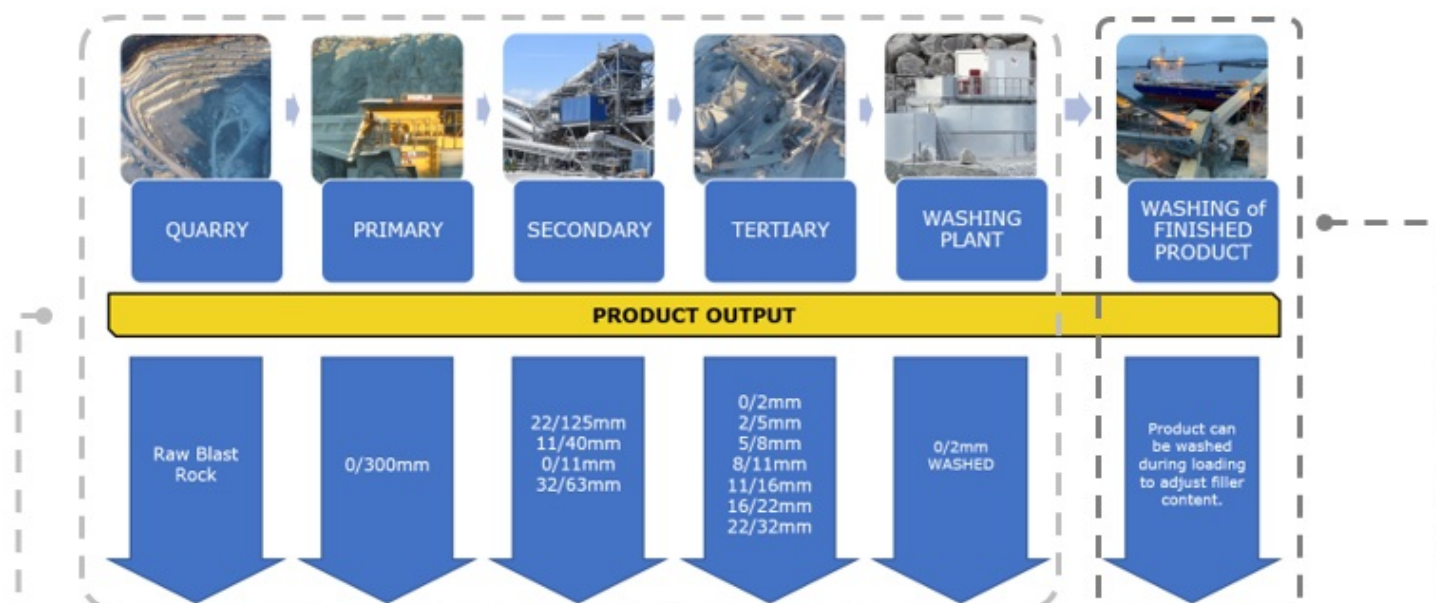 QUARRY
PRIMARY
SECONDARY
TERTIARY
WASHING
PLANT
WASHING of
FINISHED
PRODUCT
PRODUCT OUTPUT
Raw Blast
Rock
0/300mm
22/125mm
11/40mm
0/11mm
32/63mm
0/2mm
2/5mm
5/8mm
8/11mm
11/16mm
16/22mm
22/32mm
0/2mm
WASHED
Product can
be washed
during loading
to adjust filler
content.